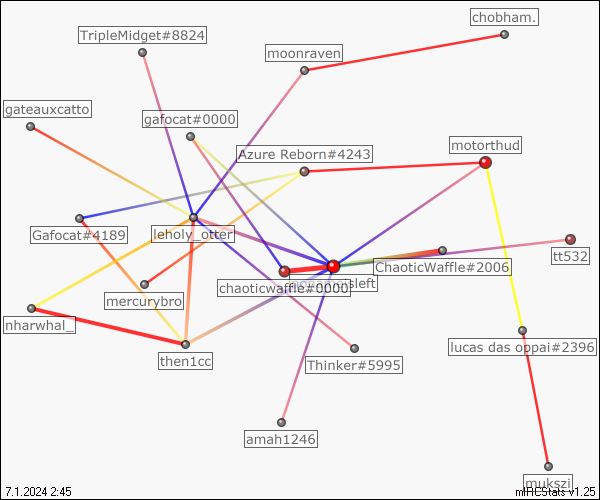 chobham.
TripleMidget#8824
moonraven
gateauxcatto
gafocat#0000
motorthud
Azure Reborn#4243
Gafocat#4189
leholy_otter
tt532
ChaoticWaffle#2006
chaoticwaffle#0000
isleft
mercurybro
nharwhal_
then1cc
lucas das oppai#2396
Thinker#5995
amah1246
mukszi
7.1.2024 2:45
mIRCStats v1.25